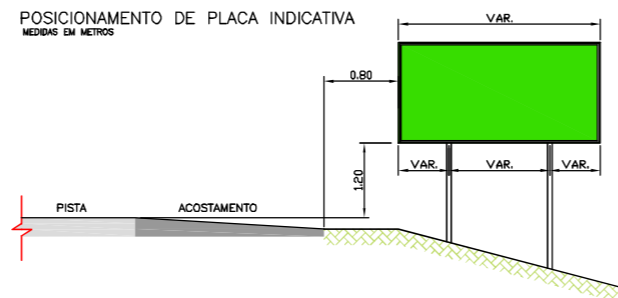 POSICIONAMENTO DE PLACA INDICATIVA
MEDIDAS EM METROS
VAR.
0.80
VAR. VAR. VAR.
1.20
PISTA ACOSTAMENTO